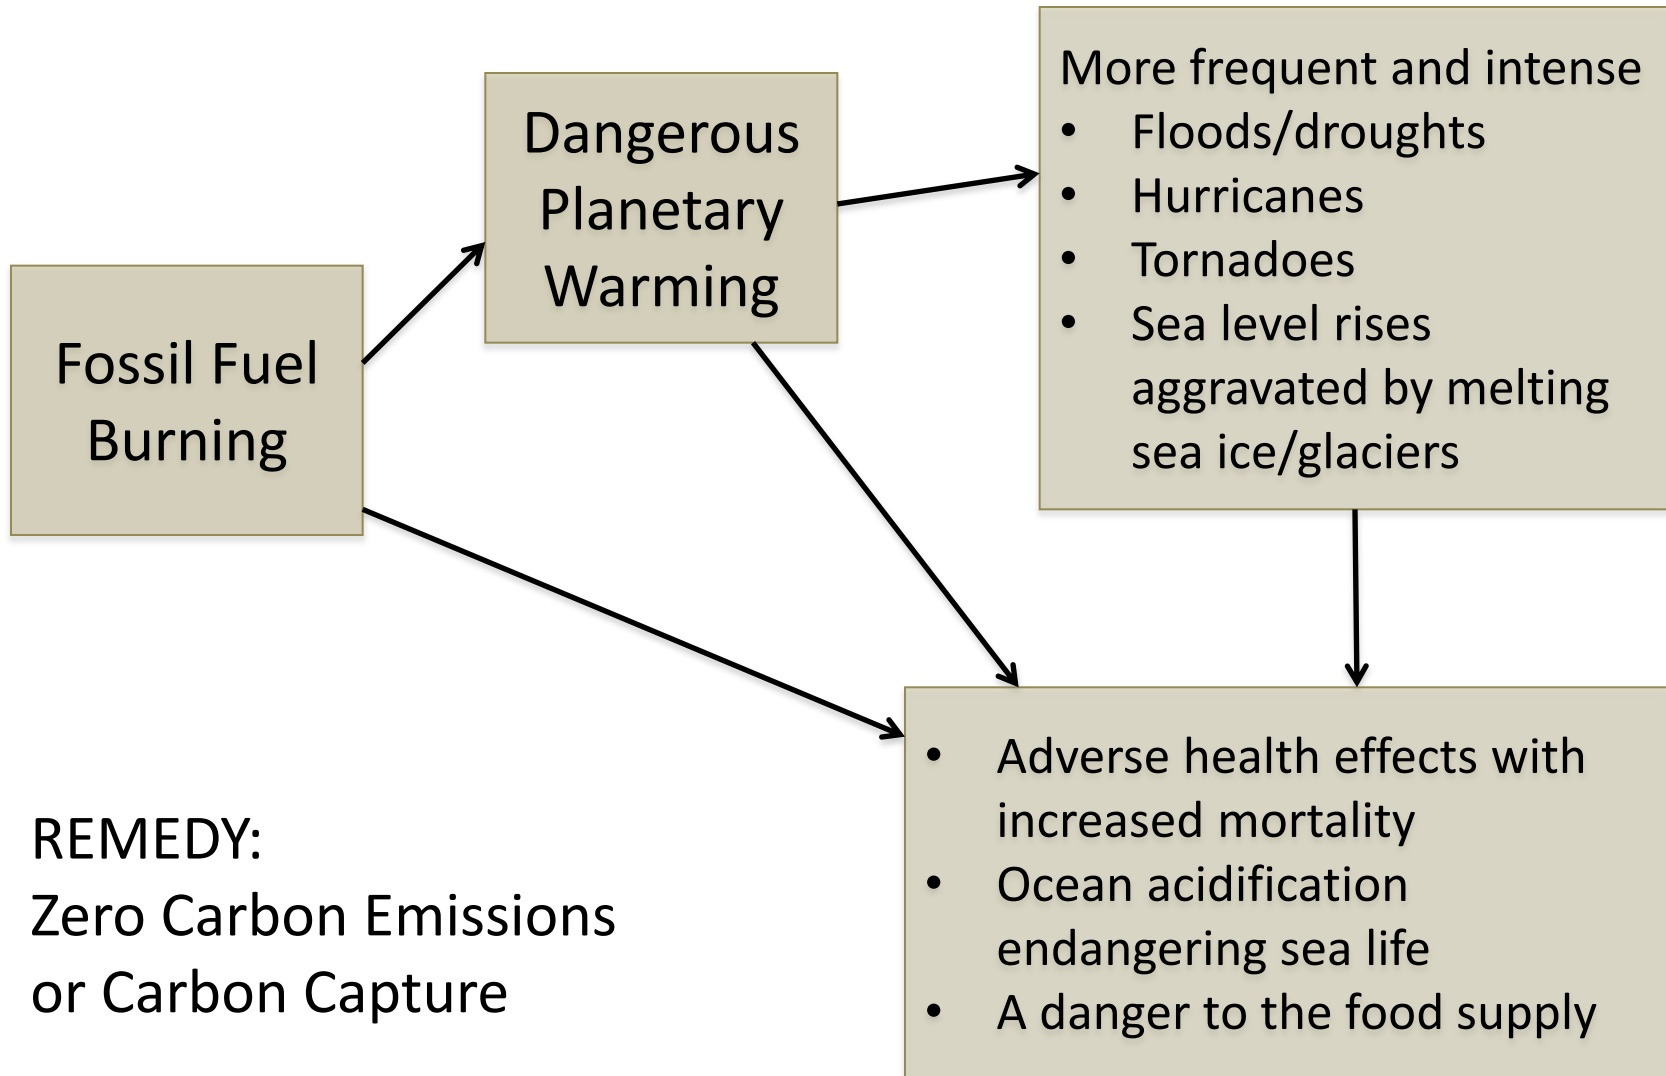 Fossil Fuel
Burning
Dangerous
Planetary
Warming
More frequent and intense
• Floods/droughts
• Hurricanes
• Tornadoes
• Sea level rises
aggravated by melting
sea ice/glaciers
• Adverse health effects with
increased mortality
• Ocean acidification
endangering sea life
• A danger to the food supply
REMEDY:
Zero Carbon Emissions
or Carbon Capture